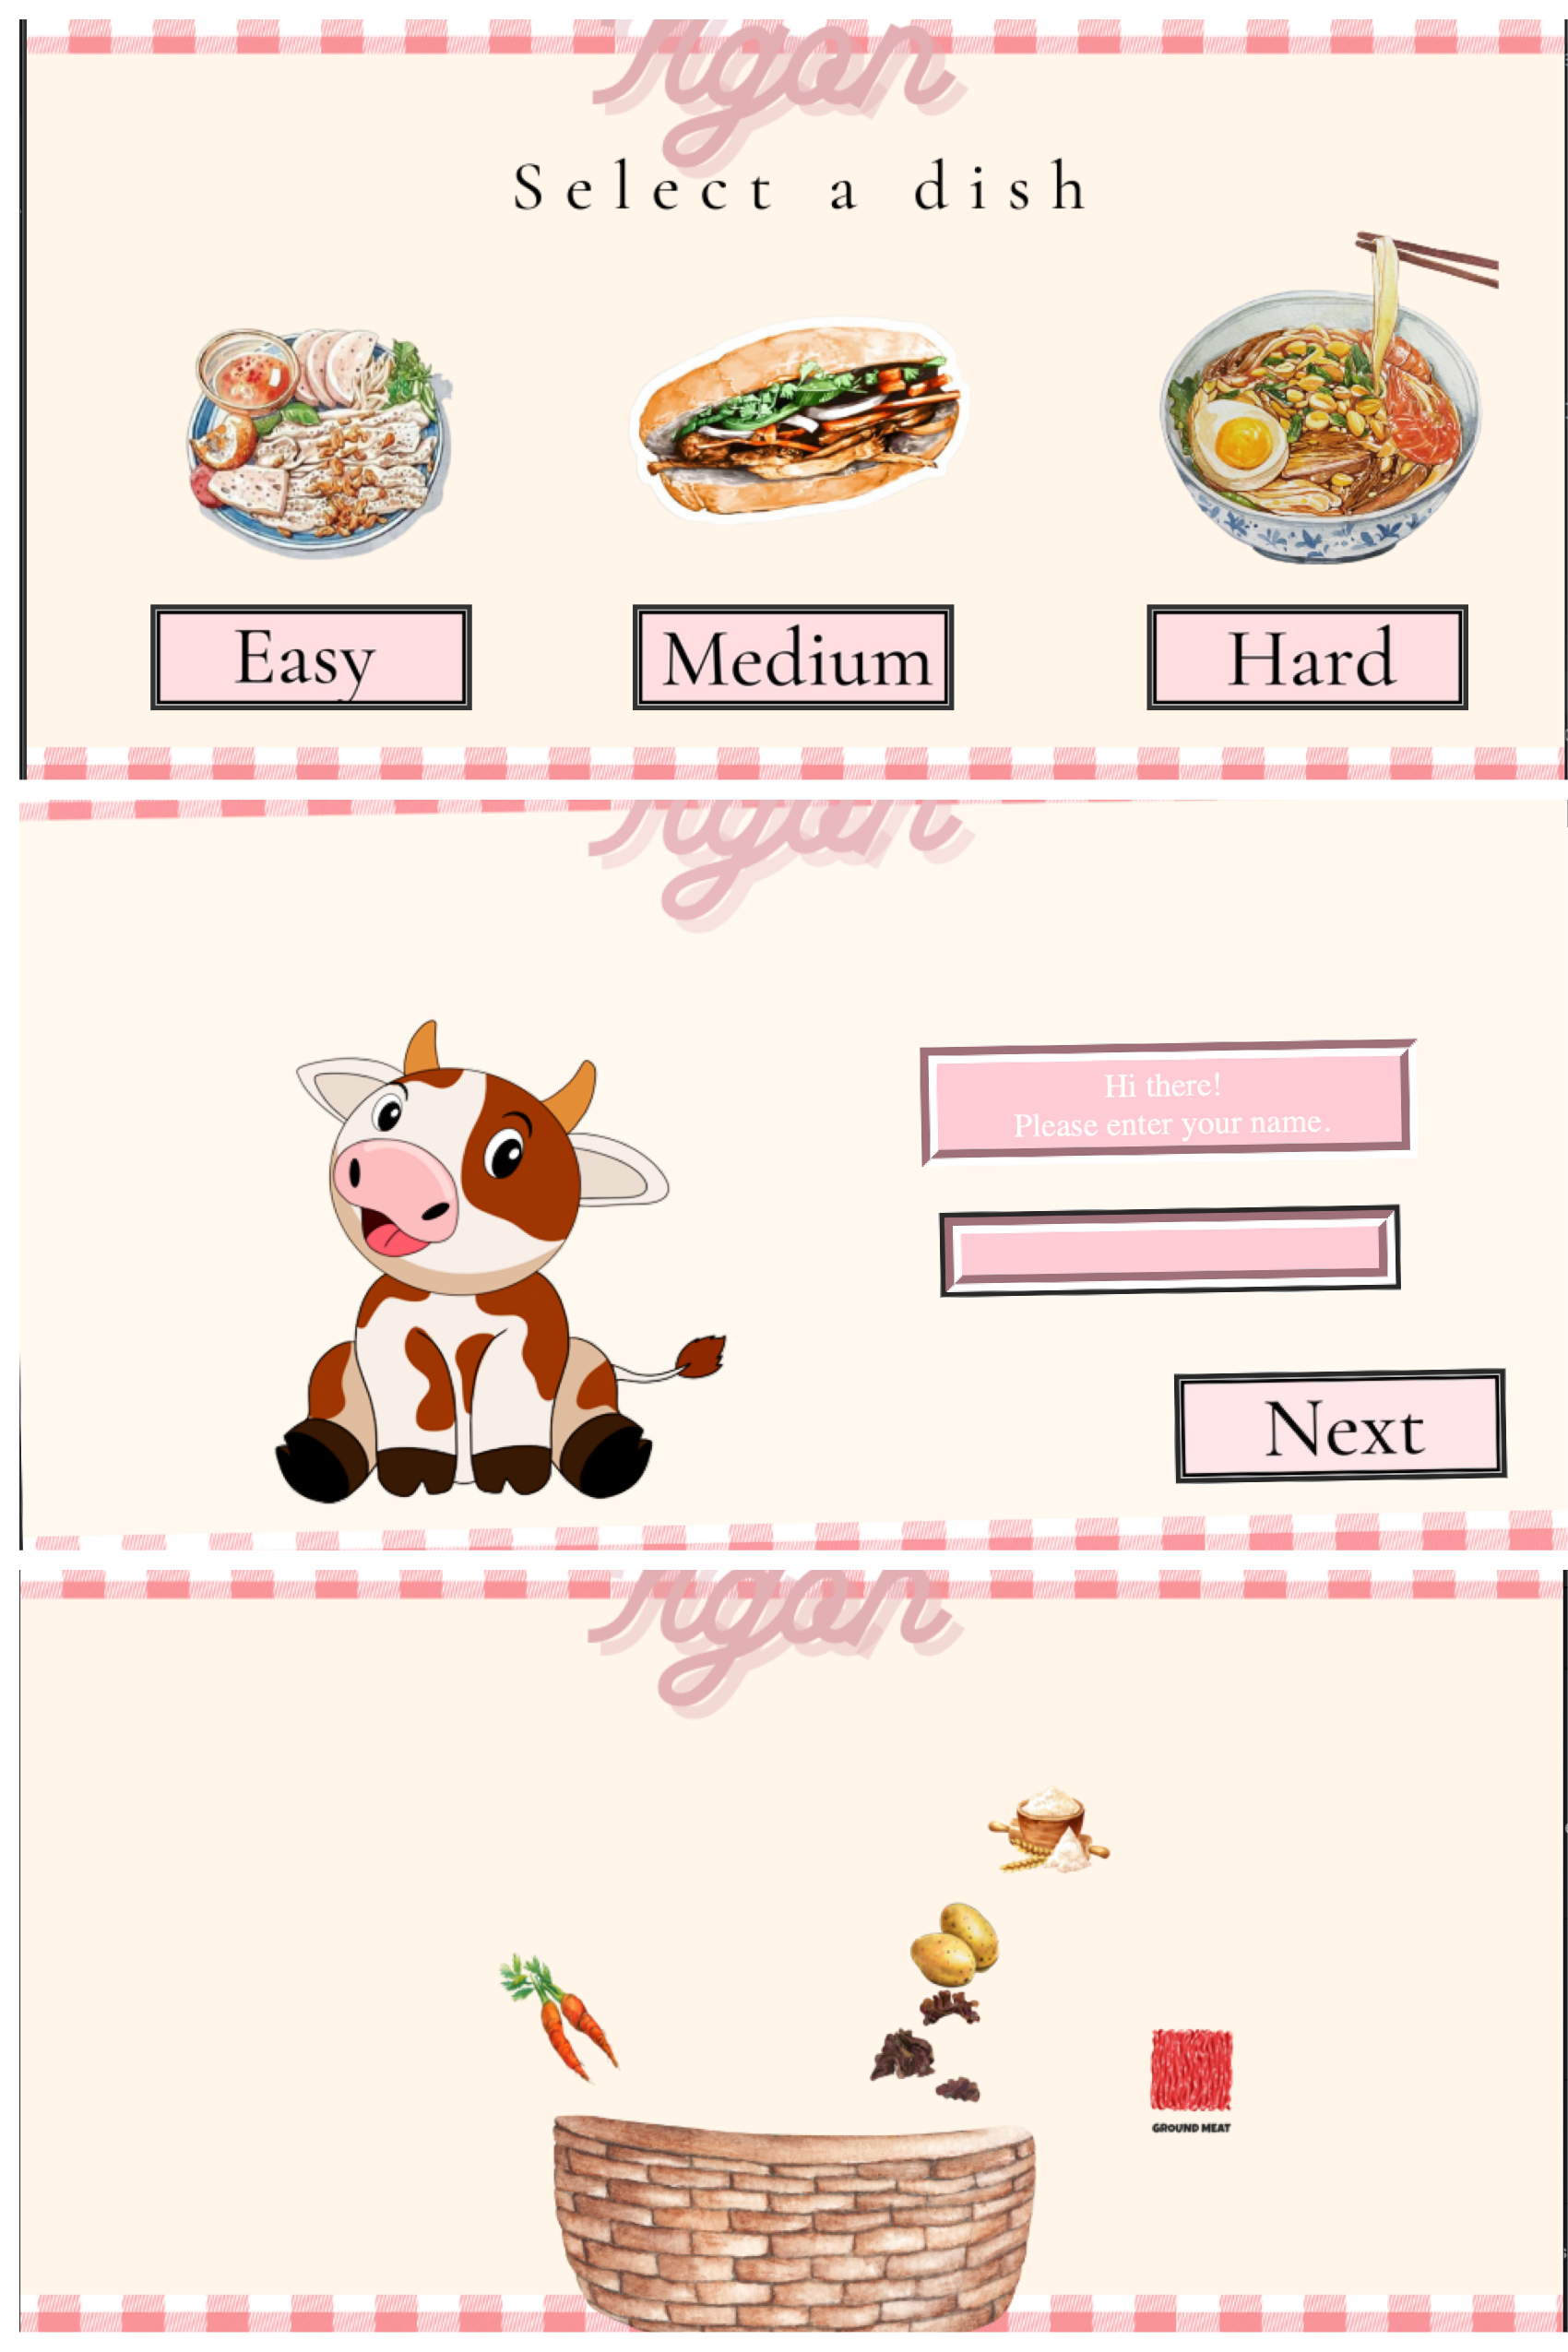 Ngon
Select a dish
Easy
Medium
Hard
Ngon
Hi there!
Please enter your name.
Next
Ngon
GROUND MEAT